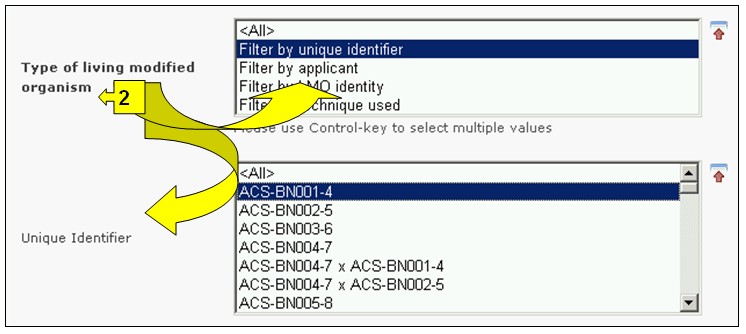 <All>
Filter by unique identifier
Type of living modified
Filter by applicant
organism
Filter by LMO identity
2
Filter technique used
Please use Control-key to select multiple values
<All>
ACS-BN001-4
ACS-BN002-5
Unique Identifier
ACS-BN003-6
ACS-BN004-7
ACS-BN004-7 x ACS-BN001-4
ACS-BN004-7 x ACS-BN002-5
ACS-BN005-8